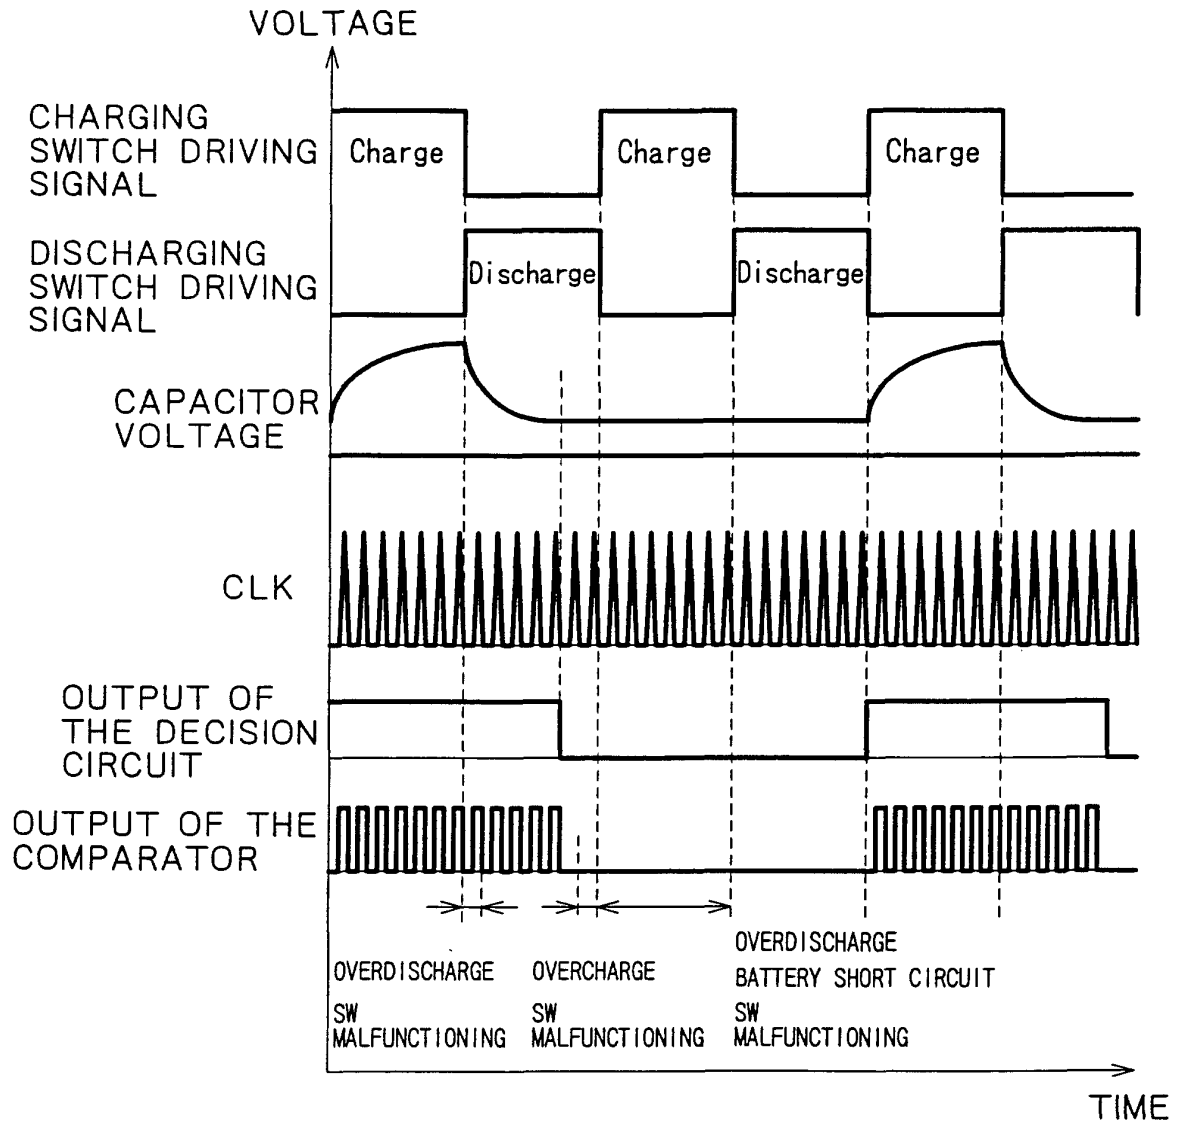 VOLTAGE
CHARGING
SWITCH DRIVING
SIGNAL
Charge
Charge
Charge
DISCHARGING
SWITCH DRIVING
SIGNAL
Discharge
Discharge
CAPACITOR
VOLTAGE
CLK
OUTPUT OF
THE DECISION
CIRCUIT
OUTPUT OF THE
COMPARATOR
OVERDISCHARGE
SW
MALFUNCTIONING
OVERCHARGE
SW
MALFUNCTIONING
OVERDISCHARGE
BATTERY SHORT CIRCUIT
SW
MALFUNCTIONING
TIME